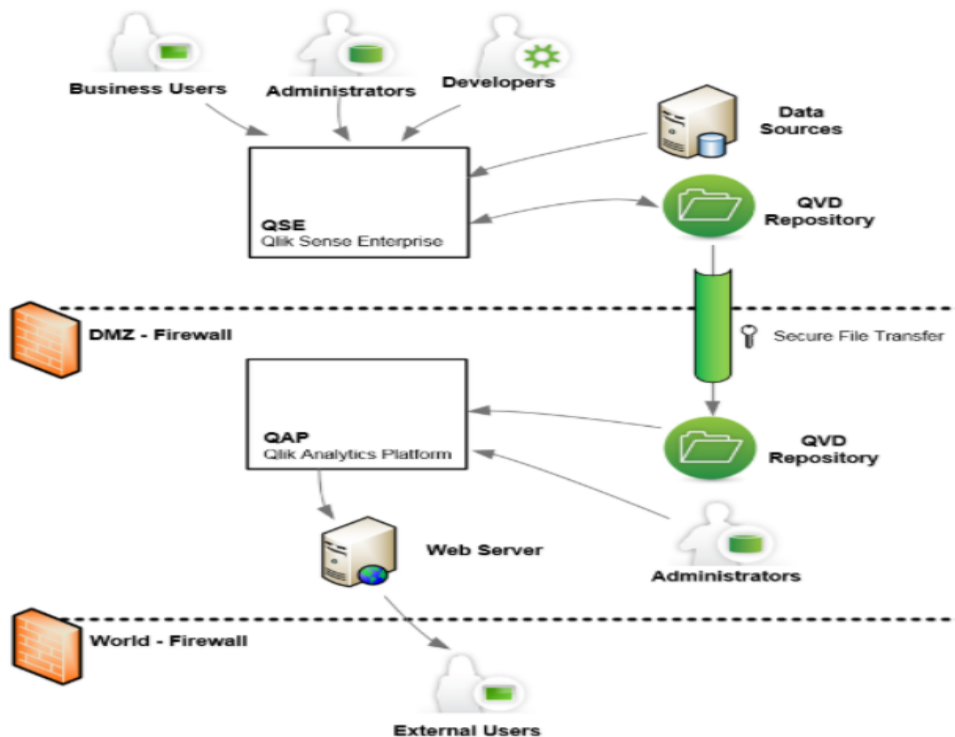 Business Users
Administrators
Developers
Data
Sources
QSE
Qlik Sense Enterprise
QVD
Repository
DMZ - Firewall
Secure File Transfer
QAP
Qlik Analytics Platform
QVD
Repository
Web Server
Administrators
World - Firewall
External Users